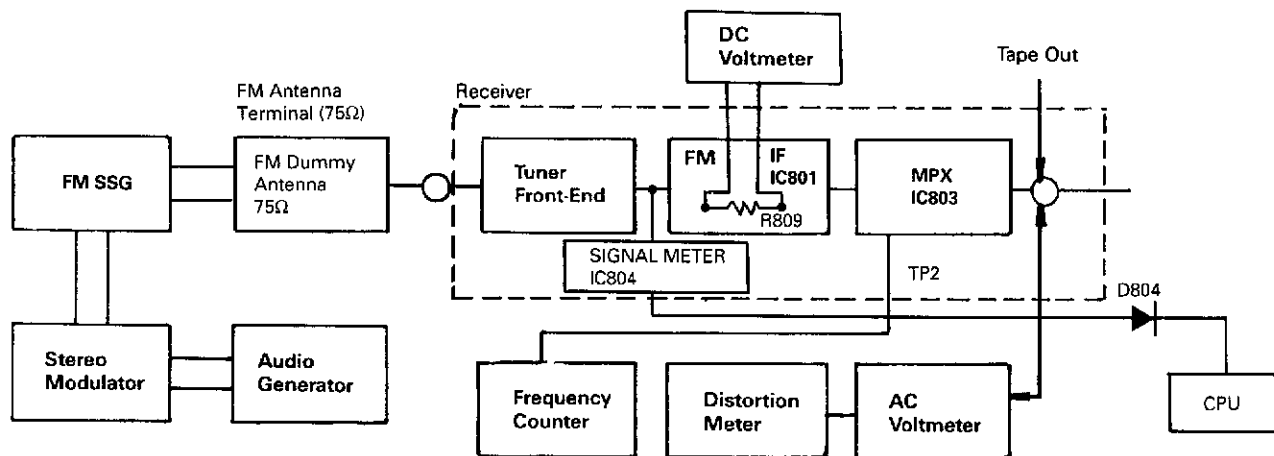 DC
Voltmeter
Tape Out
FM Antenna
Terminal (75Ω)
Receiver
FM SSG
FM Dummy
Antenna
75Ω
Tuner
Front-End
FM
IF
IC801
R809
MPX
IC803
SIGNAL METER
IC804
TP2
D804
Stereo
Modulator
Audio
Generator
Frequency
Counter
Distortion
Meter
AC
Voltmeter
CPU